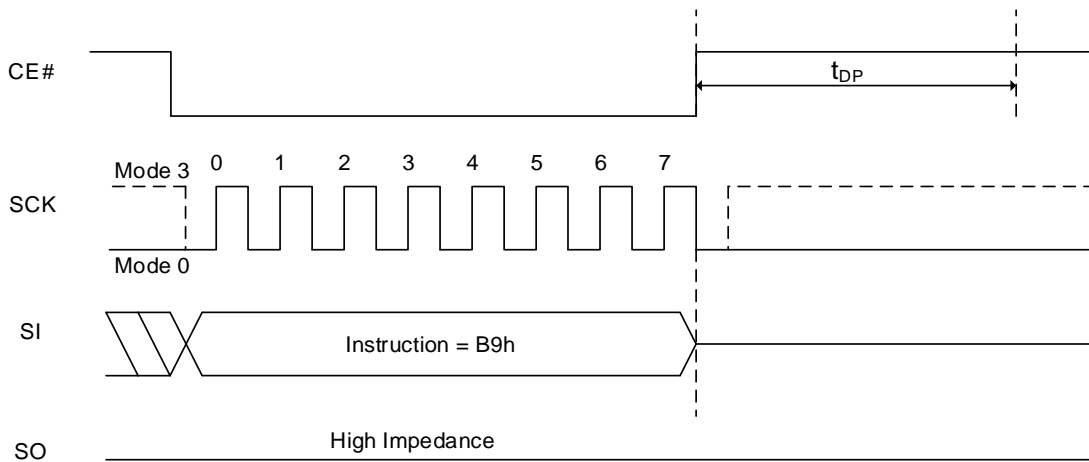 CE#
tDP
Mode 3
0 1 2 3 4 5 6 7
SCK
Mode 0
SI
Instruction = B9h
High Impedance
SO